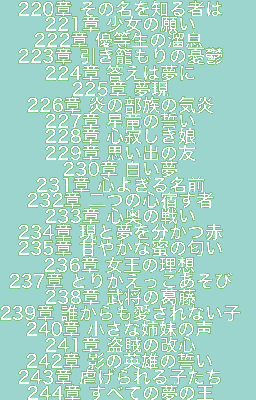 220章 その名を知る者は
221章 少女の願い
222章 優等生の溜息
223章 引き籠もりの憂鬱
224章 答えは夢に
225章 夢現
226章 炎の部族の気炎
227章 早竜の誓い
228章 心寂しき娘
229章 思い出の友
230章 白い夢
231章 心よぎる名前
232章 二つの心宿す者
233章 心奥の戦い
234章 現と夢を分かつ赤
235章 甘やかな蜜の匂い
236章 女王の理想
237章 とりかえっこあそび
238章 武将の葛藤
239章 誰からも愛されない子
240章 小さな姉妹の声
241章 盗賊の改心
242章 影の英雄の誓い
243章 虐げられる子たち
244章 すべての夢の王